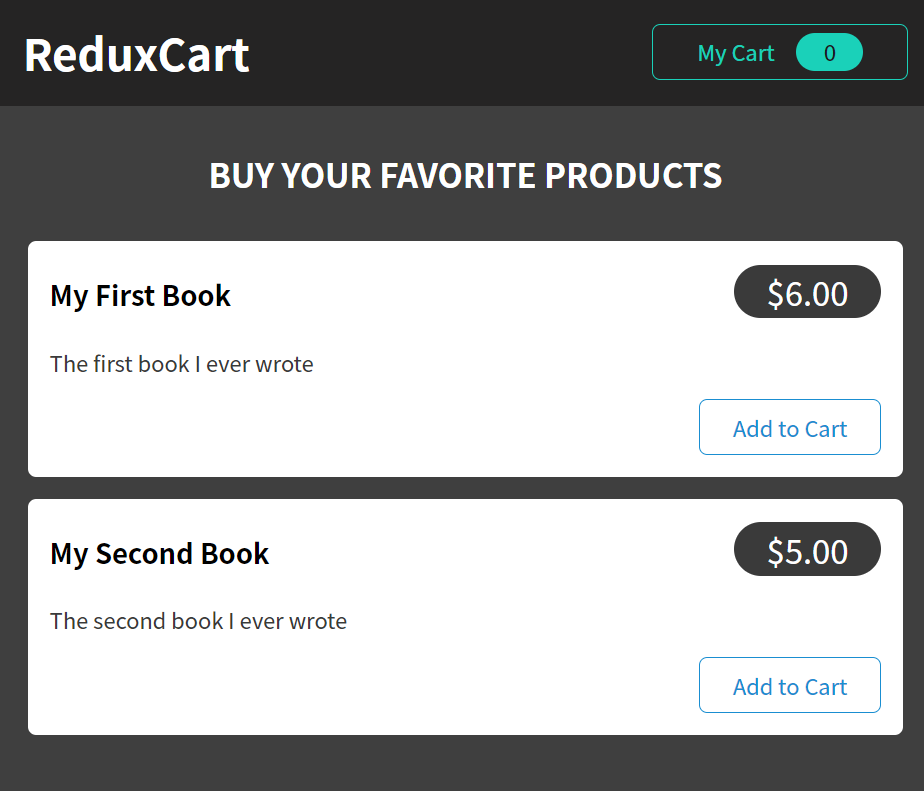 ReduxCart
My Cart 0
BUY YOUR FAVORITE PRODUCTS
My First Book
$6.00
The first book I ever wrote
Add to Cart
My Second Book
$5.00
The second book I ever wrote
Add to Cart